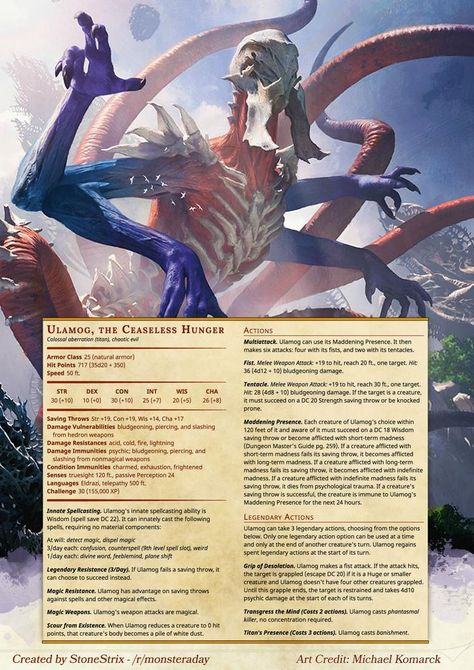 ULAMOG, THE CEASELESS HUNGER
Colossal aberration (titan), chaotic evil
Armor Class 25 (natural armor)
Hit Points 717 (35d20 + 350)
Speed 50 ft.
STR DEX CON INT WIS CHA
30 (+10) 10 (+0) 30 (+10) 25 (+7) 20 (+5) 26 (+8)
Saving Throws Str +19, Con +19, Wis +14, Cha +17
Damage Vulnerabilities bludgeoning, piercing, and slashing
from hedron weapons
Damage Resistances acid, cold, fire, lightning
Damage Immunities psychic; bludgeoning, piercing, and
slashing from nonmagical weapons
Condition Immunities charmed, exhaustion, frightened
Senses truesight 120 ft., passive Perception 24
Languages Eldrazi, telepathy 500 ft.
Challenge 30 (155,000 XP)
Innate Spellcasting. Ulamog's innate spellcasting ability is
Wisdom (spell save DC 22). It can innately cast the following
spells, requiring no material components:
At will: detect magic, dispel magic
3/day each: confusion, counterspell (9th level spell slot), weird
1/day each: divine word, feeblemind, plane shift
Legendary Resistance (3/Day). If Ulamog fails a saving throw, it
can choose to succeed instead.
Magic Resistance. Ulamog has advantage on saving throws
against spells and other magical effects.
Magic Weapons. Ulamog's weapon attacks are magical.
Scour from Existence. When Ulamog reduces a creature to 0 hit
points, that creature's body becomes a pile of white dust.
ACTIONS
Multiattack. Ulamog can use its Maddening Presence. It then
makes six attacks: four with its fists, and two with its tentacles.
Fist. Melee Weapon Attack: +19 to hit, reach 20 ft., one target. Hit:
36 (4d12 + 10) bludgeoning damage.
Tentacle. Melee Weapon Attack: +19 to hit, reach 30 ft., one target.
Hit: 28 (4d8 + 10) bludgeoning damage. If the target is a creature,
it must succeed on a DC 20 Strength saving throw or be knocked
prone.
Maddening Presence. Each creature of Ulamog's choice within
120 feet of it and aware of it must succeed on a DC 18 Wisdom
saving throw or become afflicted with short-term madness
(Dungeon Master's Guide pg. 259). If a creature afflicted with
short-term madness fails its saving throw, it becomes afflicted
with long-term madness. If a creature afflicted with long-term
madness fails its saving throw, it becomes afflicted with indefinite
madness. If a creature afflicted with indefinite madness fails its
saving throw, it dies from psychological trauma. If a creature's
saving throw is successful, the creature is immune to Ulamog's
Maddening Presence for the next 24 hours.
LEGENDARY ACTIONS
Ulamog can take 3 legendary actions, choosing from the options
below. Only one legendary action option can be used at a time
and only at the end of another creature's turn. Ulamog regains
spent legendary actions at the start of its turn.
Grip of Desolation. Ulamog makes a fist attack. If the attack hits,
the target is grappled (escape DC 20) if it is a Huge or smaller
creature and Ulamog doesn't have four other creatures grappled.
Until this grapple ends, the target is restrained and takes 4d10
psychic damage at the start of each of its turns.
Transgress the Mind (Costs 2 actions). Ulamog casts phantasmal
killer, no concentration required.
Titan's Presence (Costs 3 actions). Ulamog casts banishment.
Created by StoneStrix - /r/monsteraday
Art Credit: Michael Komarck